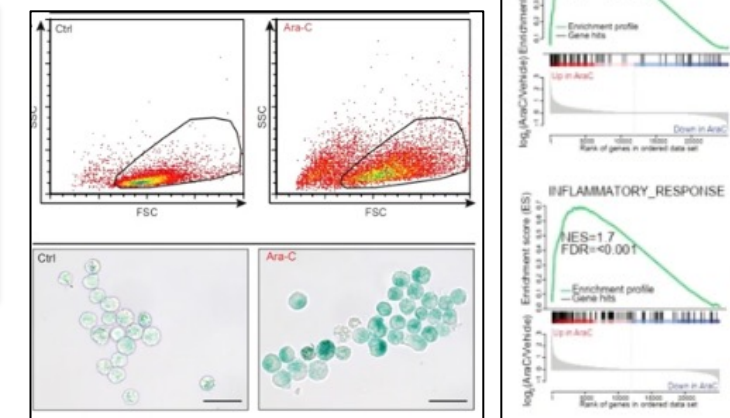 Ctrl
Ara-C
SSC
SSC
FSC
FSC
Ctrl
Ara-C
Enrichment
Enrichment profile
Gene hits
Up in AraC
Down in AraC
log₂(AraC/Vehicle)
Rank of genes in ordered data set
INFLAMMATORY_RESPONSE
Enrichment score (ES)
NES=1.7
FDR=<0.001
Enrichment profile
Gene hits
Up in AraC
Down in AraC
log₂(AraC/Vehicle)
Rank of genes in ordered data set